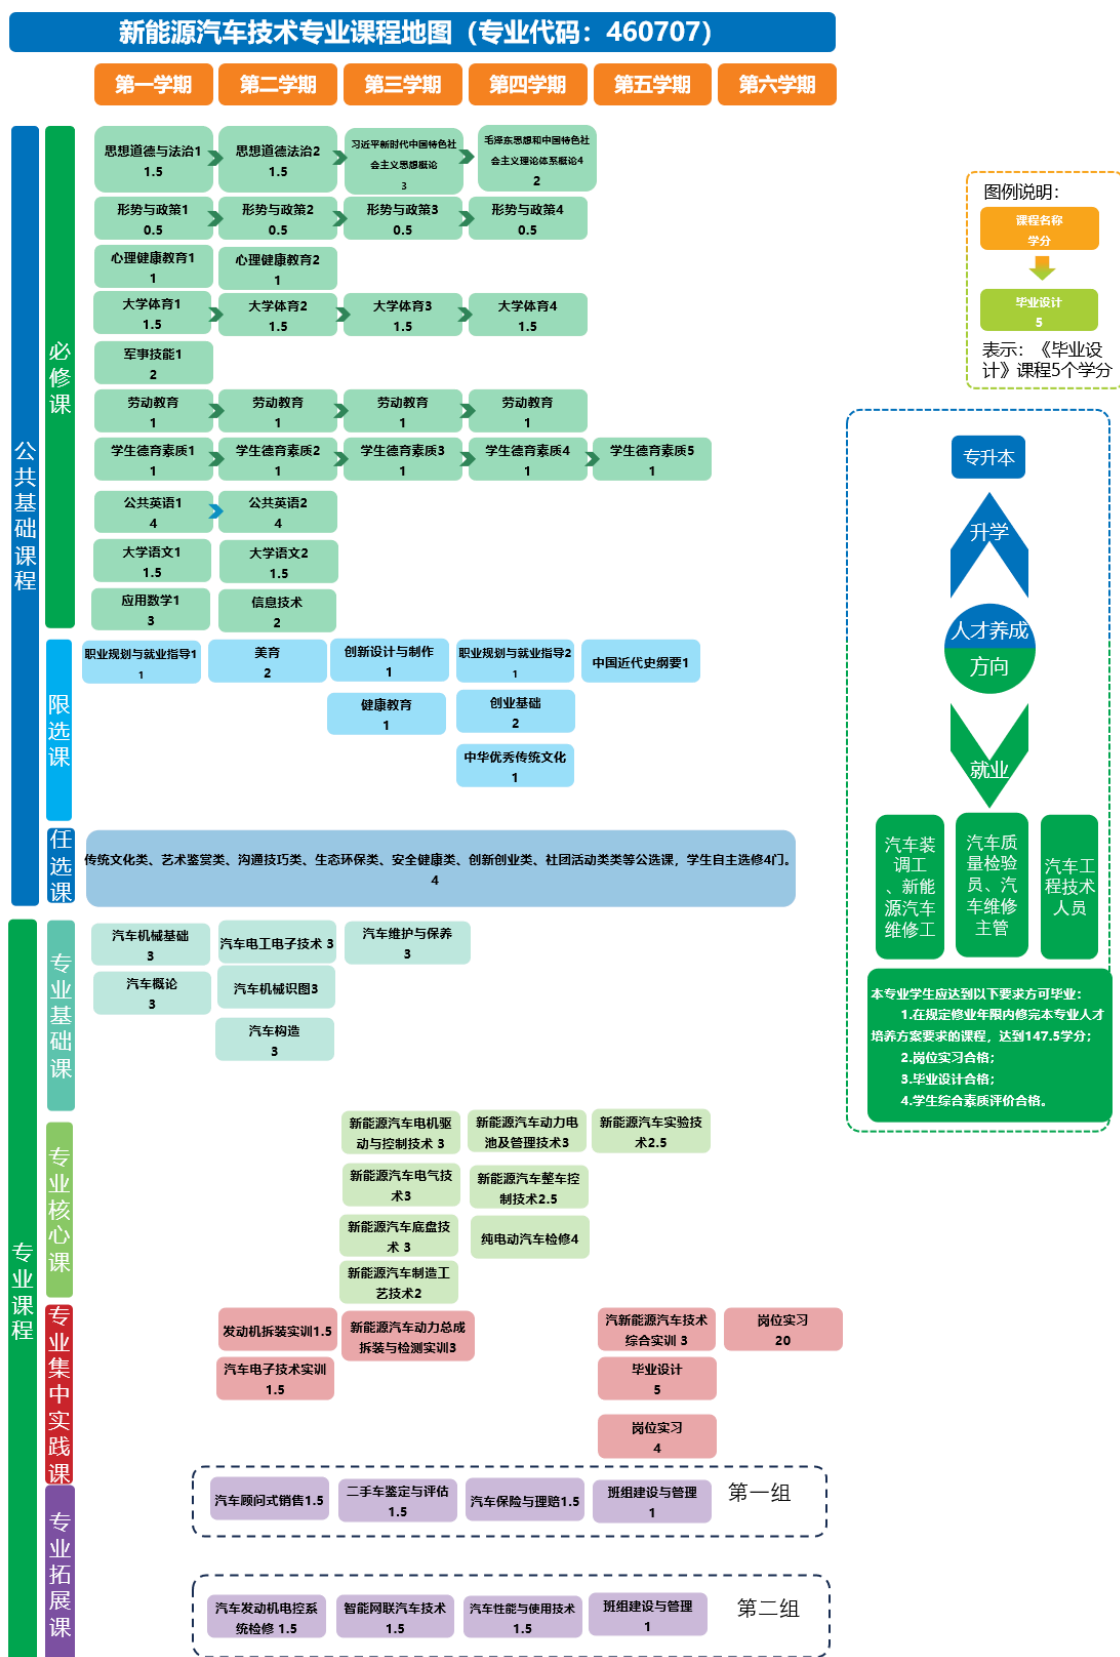 新能源汽车技术专业课程地图（专业代码：460707）
第一学期
第二学期
第三学期
第四学期
第五学期
第六学期
公共基础课程
必修课
思想道德与法治1
1.5
思想道德法治2
1.5
习近平新时代中国特色社
会主义思想概论
3
毛泽东思想和中国特色社
会主义理论体系概论4
2
形势与政策1
0.5
形势与政策2
0.5
形势与政策3
0.5
形势与政策4
0.5
心理健康教育1
1
心理健康教育2
1
大学体育1
1.5
大学体育2
1.5
大学体育3
1.5
大学体育4
1.5
军事技能1
2
劳动教育
1
劳动教育
1
劳动教育
1
劳动教育
1
学生德育素质1
1
学生德育素质2
1
学生德育素质3
1
学生德育素质4
1
学生德育素质5
1
公共英语1
4
公共英语2
4
大学语文1
1.5
大学语文2
1.5
应用数学1
3
信息技术
2
限选课
职业规划与就业指导1
1
美育
2
创新设计与制作
1
职业规划与就业指导2
1
中国近代史纲要1
健康教育
1
创业基础
2
中华优秀传统文化
1
任选课
传统文化类、艺术鉴赏类、沟通技巧类、生态环保类、安全健康类、创新创业类、社团活动类类等公选课，学生自主选修4门。
4
专业课程
专业基础课
汽车机械基础
3
汽车电工电子技术 3
汽车维护与保养
3
汽车概论
3
汽车机械识图3
汽车构造
3
专业核心课
新能源汽车电机驱
动与控制技术 3
新能源汽车动力电
池及管理技术3
新能源汽车实验技
术2.5
新能源汽车电气技
术3
新能源汽车整车控
制技术2.5
新能源汽车底盘技
术 3
纯电动汽车检修4
新能源汽车制造工
艺技术2
专业集中实践课
发动机拆装实训1.5
新能源汽车动力总成
拆装与检测实训3
汽新能源汽车技术
综合实训 3
岗位实习
20
汽车电子技术实训
1.5
毕业设计
5
岗位实习
4
专业拓展课
汽车顾问式销售1.5
二手车鉴定与评估
1.5
汽车保险与理赔1.5
班组建设与管理
1
第一组
汽车发动机电控系
统检修 1.5
智能网联汽车技术
1.5
汽车性能与使用技术
1.5
班组建设与管理
1
第二组
图例说明：
课程名称
学分
毕业设计
5
表示：《毕业设
计》课程5个学分
专升本
升学
人才养成
方向
就业
汽车装
调工
、新能
源汽车
维修工
汽车质
量检验
员、汽
车维修
主管
汽车工
程技术
人员
本专业学生应达到以下要求方可毕业：
1.在规定修业年限内修完本专业人才
培养方案要求的课程，达到147.5学分；
2.岗位实习合格；
3.毕业设计合格；
4.学生综合素质评价合格。